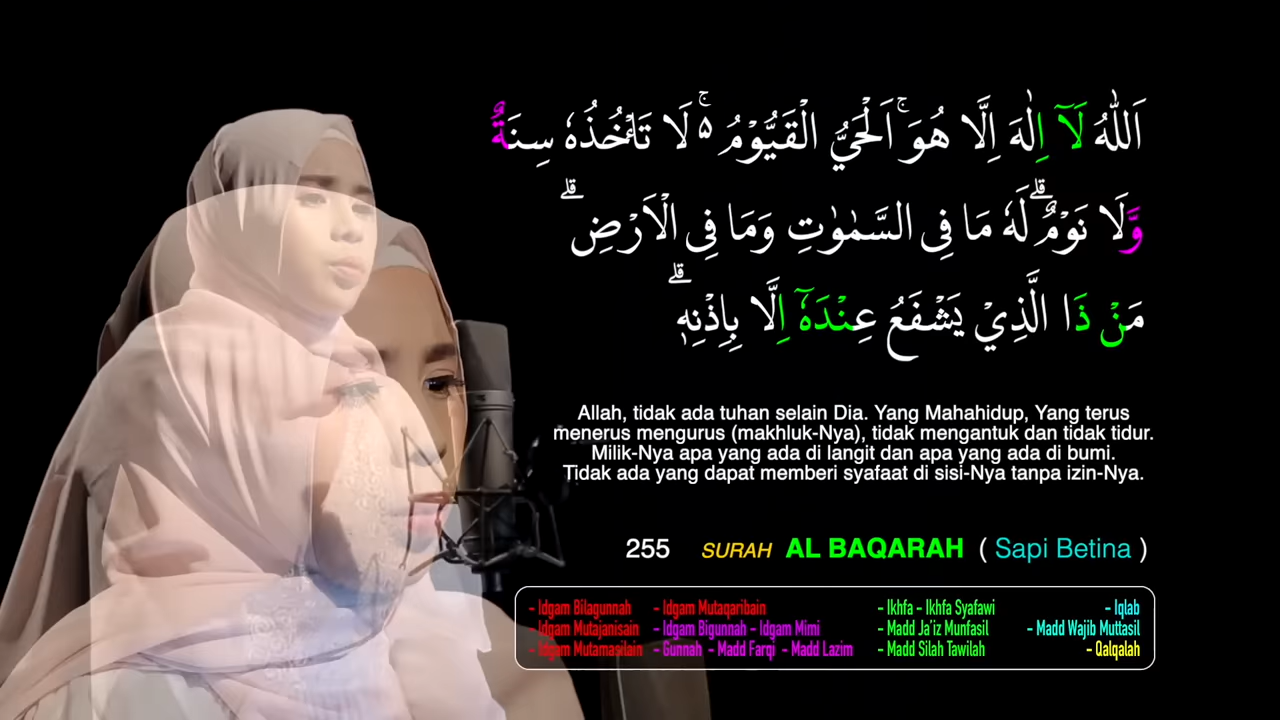 اَللّٰهُ لَآ اِلٰهَ اِلَّا هُوَۚ اَلْحَيُّ الْقَيُّوْمُ ەۚ لَا تَأْخُذُهٗ سِنَةٌ
وَّلَا نَوْمٌۗ لَهٗ مَا فِى السَّمٰوٰتِ وَمَا فِى الْاَرْضِۗ
مَنْ ذَا الَّذِيْ يَشْفَعُ عِنْدَهٗٓ اِلَّا بِاِذْنِهٖۗ
Allah, tidak ada tuhan selain Dia. Yang Mahahidup, Yang terus
menerus mengurus (makhluk-Nya), tidak mengantuk dan tidak tidur.
Milik-Nya apa yang ada di langit dan apa yang ada di bumi.
Tidak ada yang dapat memberi syafaat di sisi-Nya tanpa izin-Nya.
255 SURAH AL BAQARAH ( Sapi Betina )
- Idgam Bilagunnah - Idgam Mutaqaribain - Ikhfa - Ikhfa Syafawi - Iqlab
- Idgam Mutajanisain - Idgam Bigunnah - Idgam Mimi - Madd Ja'iz Munfasil - Madd Wajib Muttasil
- Idgam Mutamasilain - Gunnah - Madd Farqi - Madd Lazim - Madd Silah Tawilah - Qalqalah